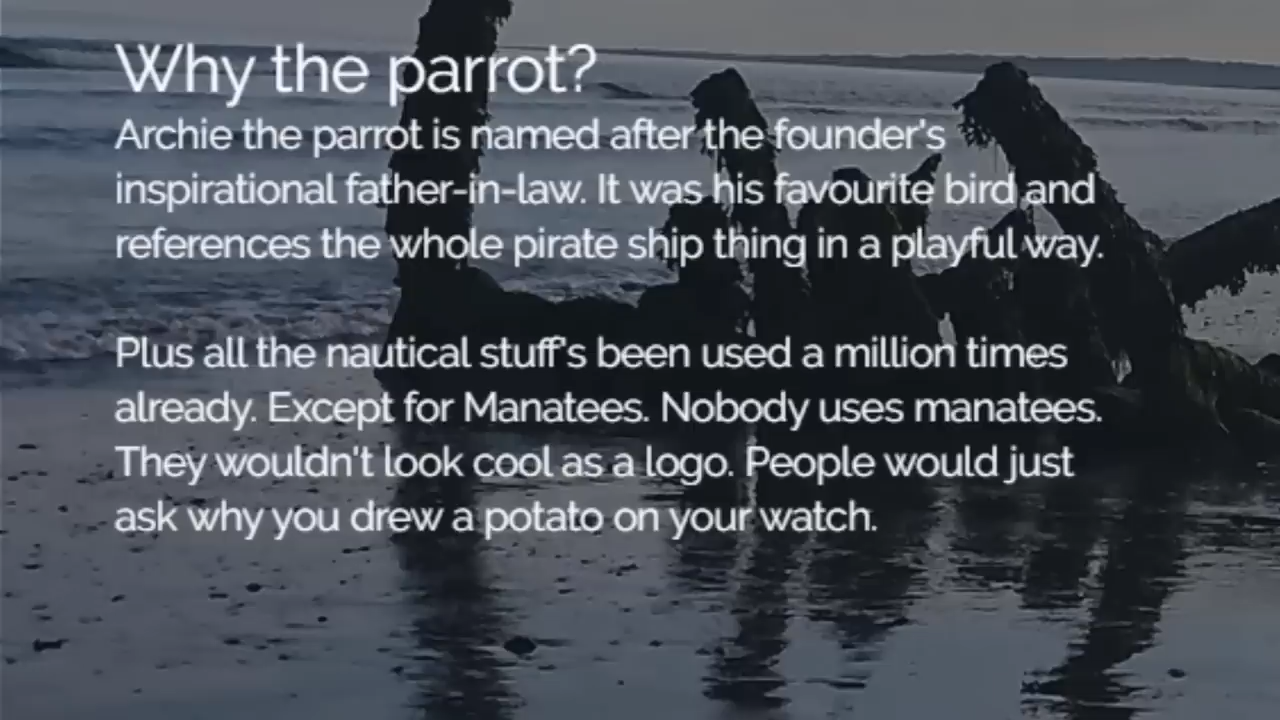 Why the parrot?
Archie the parrot is named after the founder's
inspirational father-in-law. It was his favourite bird and
references the whole pirate ship thing in a playful way.
Plus all the nautical stuff's been used a million times
already. Except for Manatees. Nobody uses manatees.
They wouldn't look cool as a logo. People would just
ask why you drew a potato on your watch.